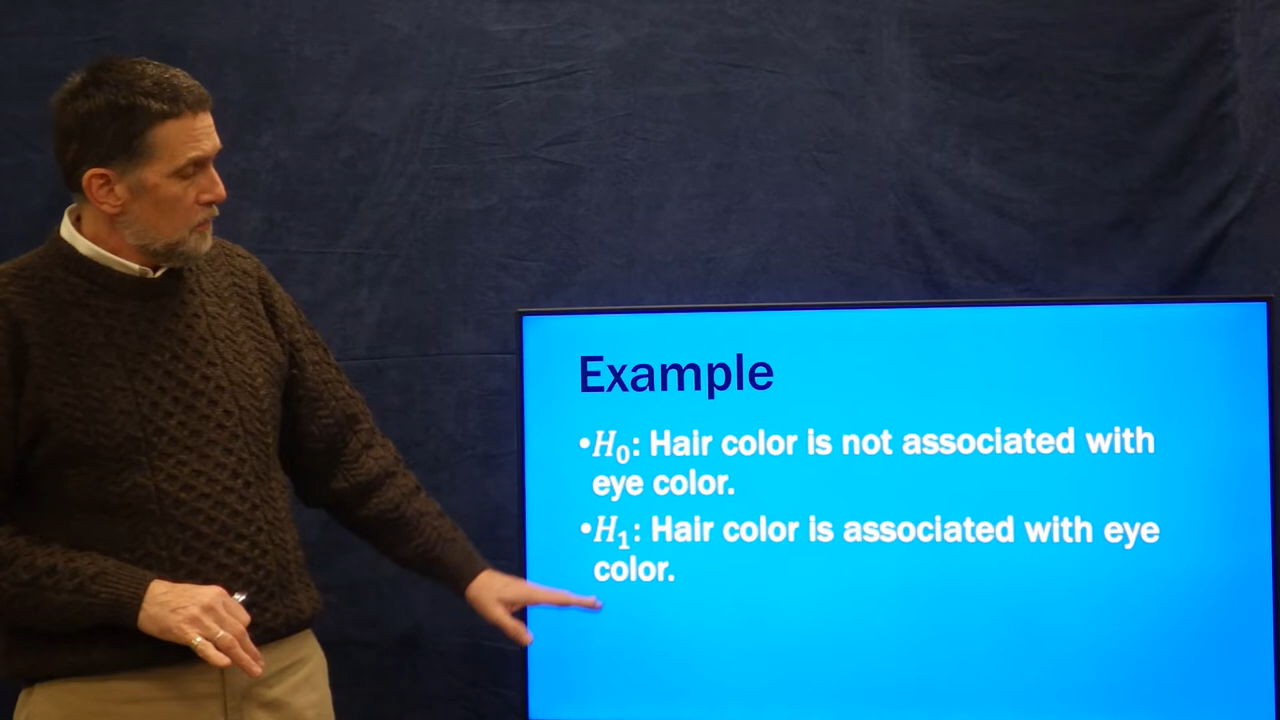 Example
•H₀: Hair color is not associated with
eye color.
•H₁: Hair color is associated with eye
color.